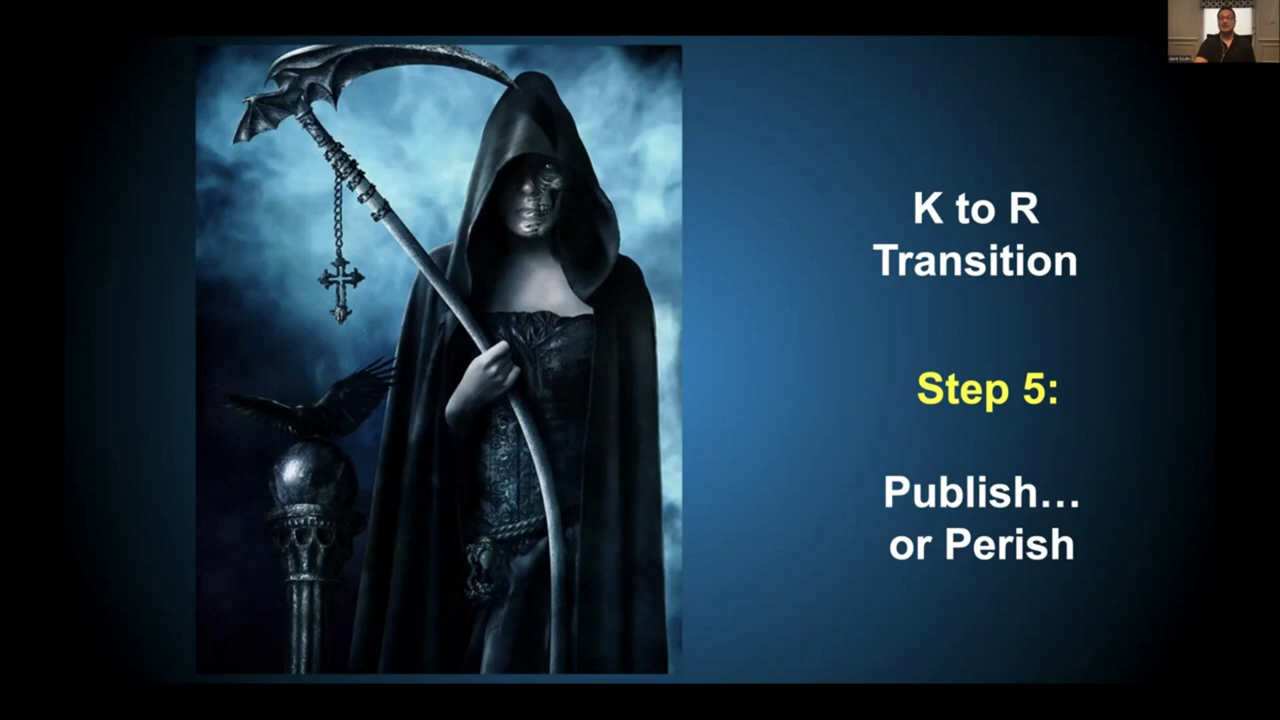 K to R
Transition
Step 5:
Publish…
or Perish